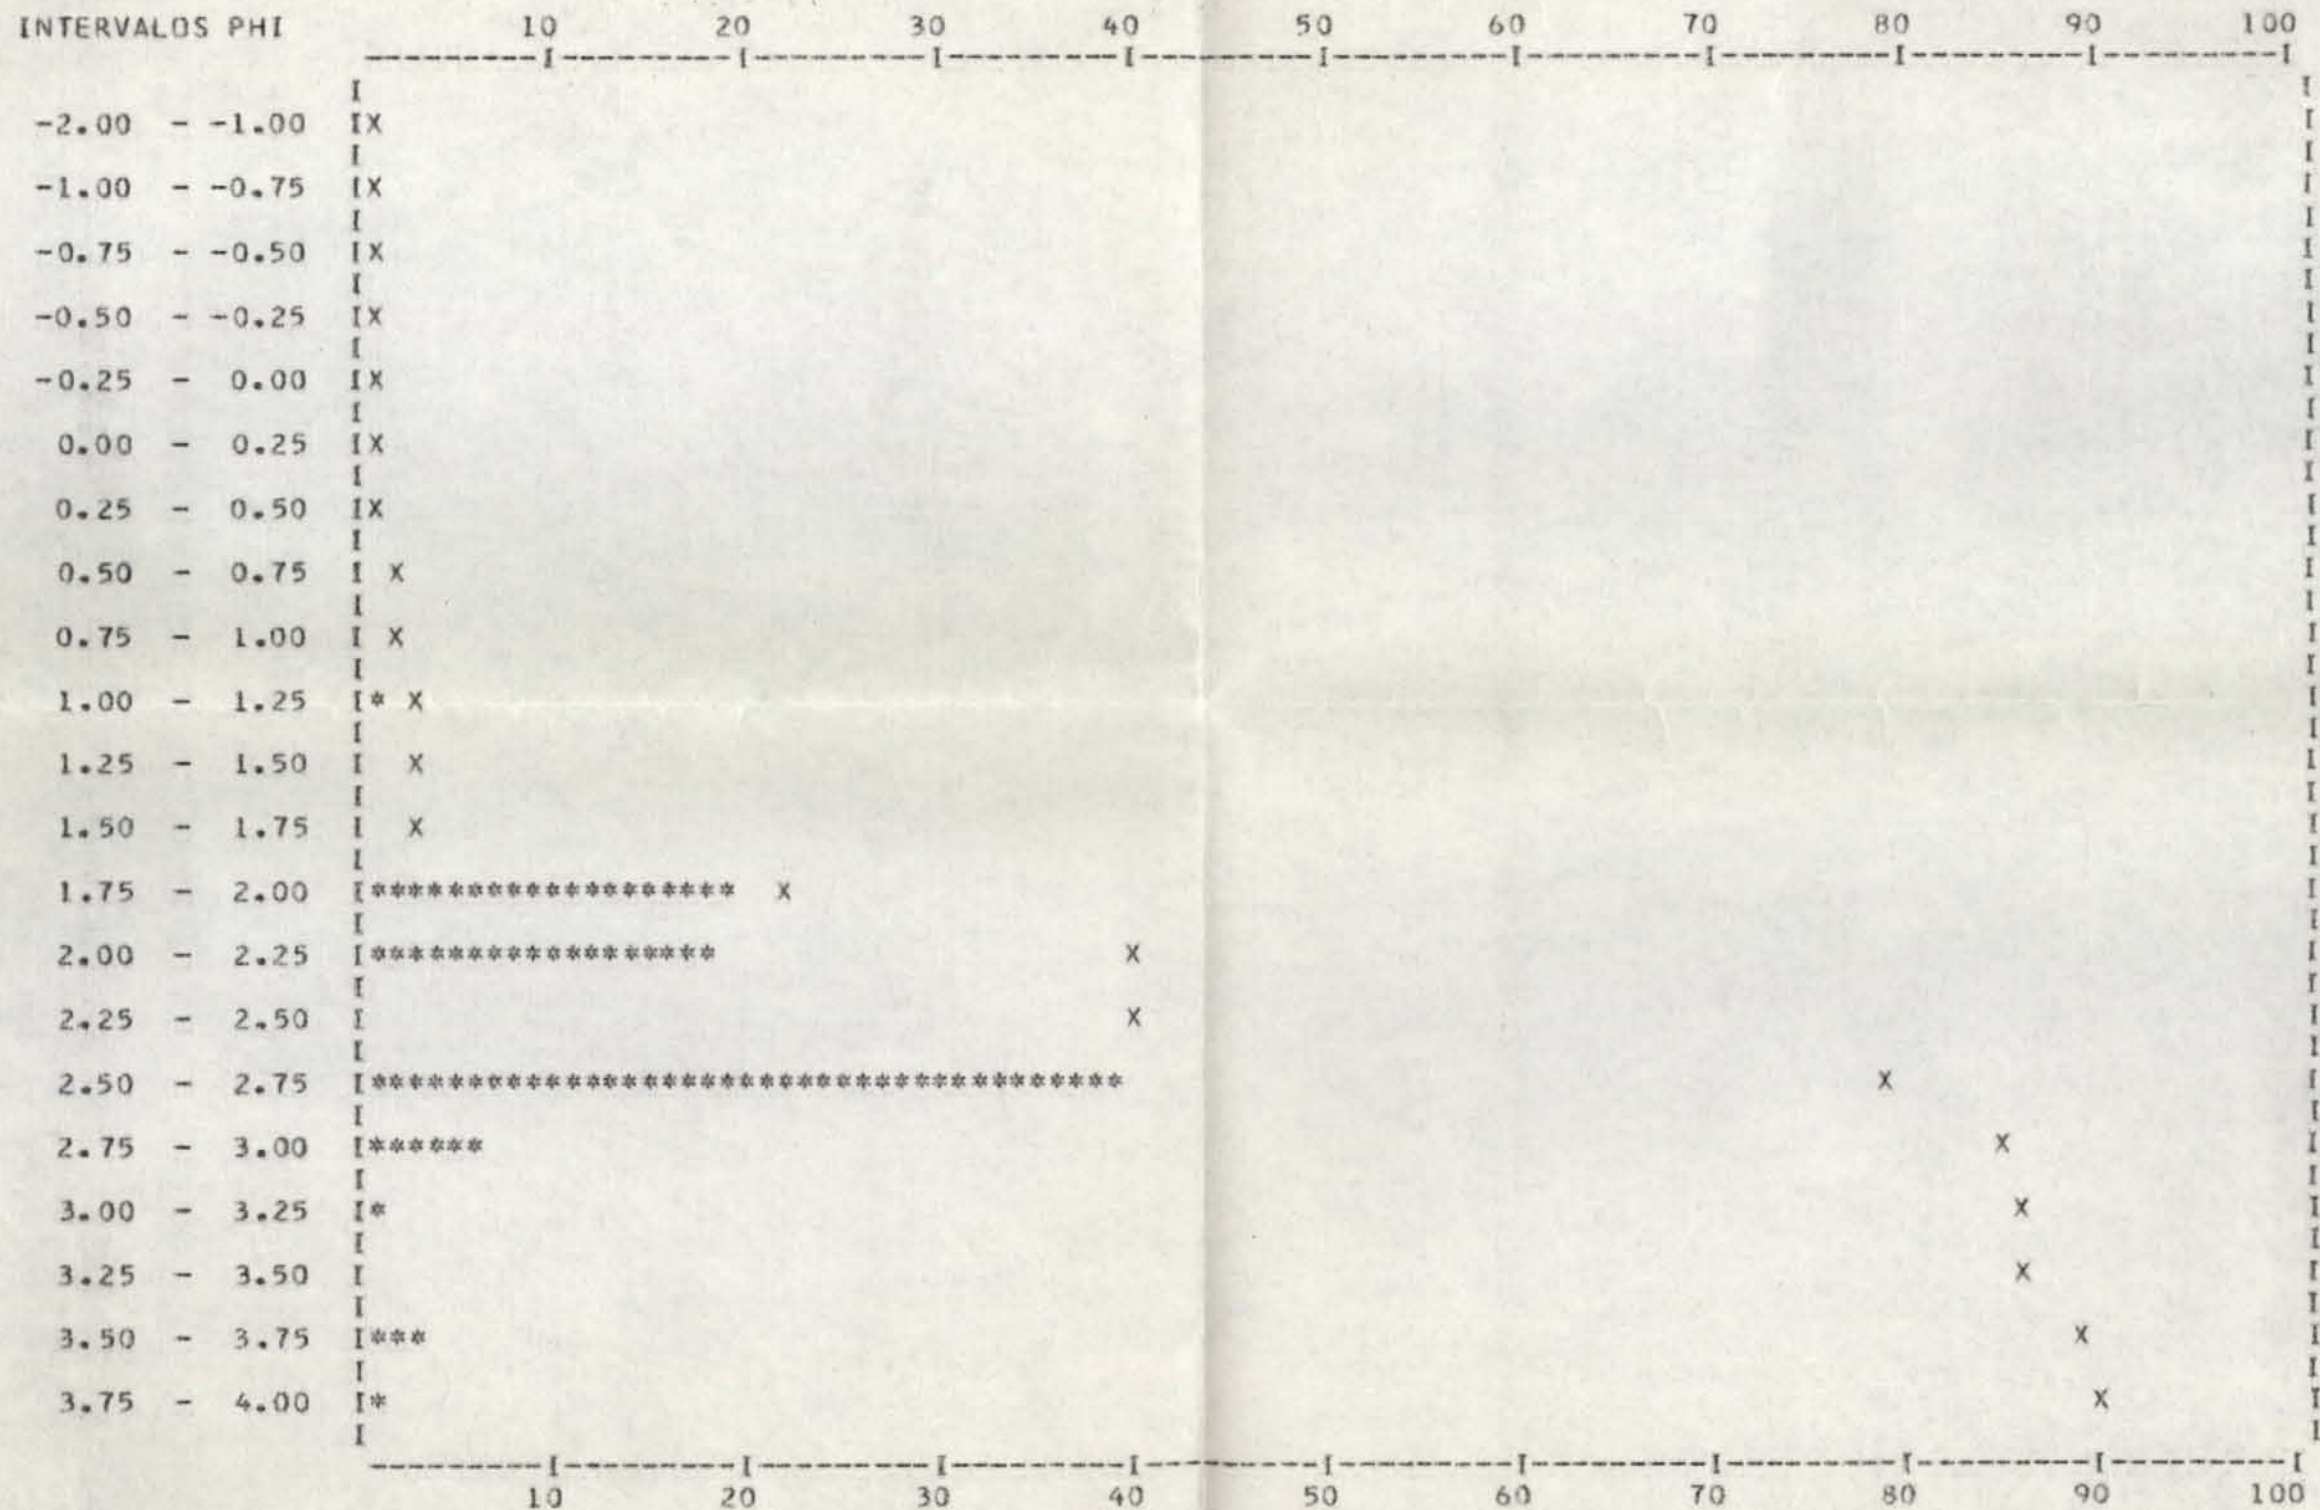 INTERVALOS PHI 10 20 30 40 50 60 70 80 90 100
---------I---------I---------I---------I---------I---------I---------I---------I---------I---------I
I I
-2.00 - -1.00 IX I
I I
-1.00 - -0.75 IX I
I I
-0.75 - -0.50 IX I
I I
-0.50 - -0.25 IX I
I I
-0.25 - 0.00 IX I
I I
0.00 - 0.25 IX I
I I
0.25 - 0.50 IX I
I I
0.50 - 0.75 I X I
I I
0.75 - 1.00 I X I
I I
1.00 - 1.25 I* X I
I I
1.25 - 1.50 I X I
I I
1.50 - 1.75 I X I
I I
1.75 - 2.00 I******************* X I
I I
2.00 - 2.25 I****************** X I
I I
2.25 - 2.50 I X I
I I
2.50 - 2.75 I*************************************** X I
I I
2.75 - 3.00 I****** X I
I I
3.00 - 3.25 I* X I
I I
3.25 - 3.50 I X I
I I
3.50 - 3.75 I*** X I
I I
3.75 - 4.00 I* X I
I I
---------I---------I---------I---------I---------I---------I---------I---------I---------I---------I
10 20 30 40 50 60 70 80 90 100